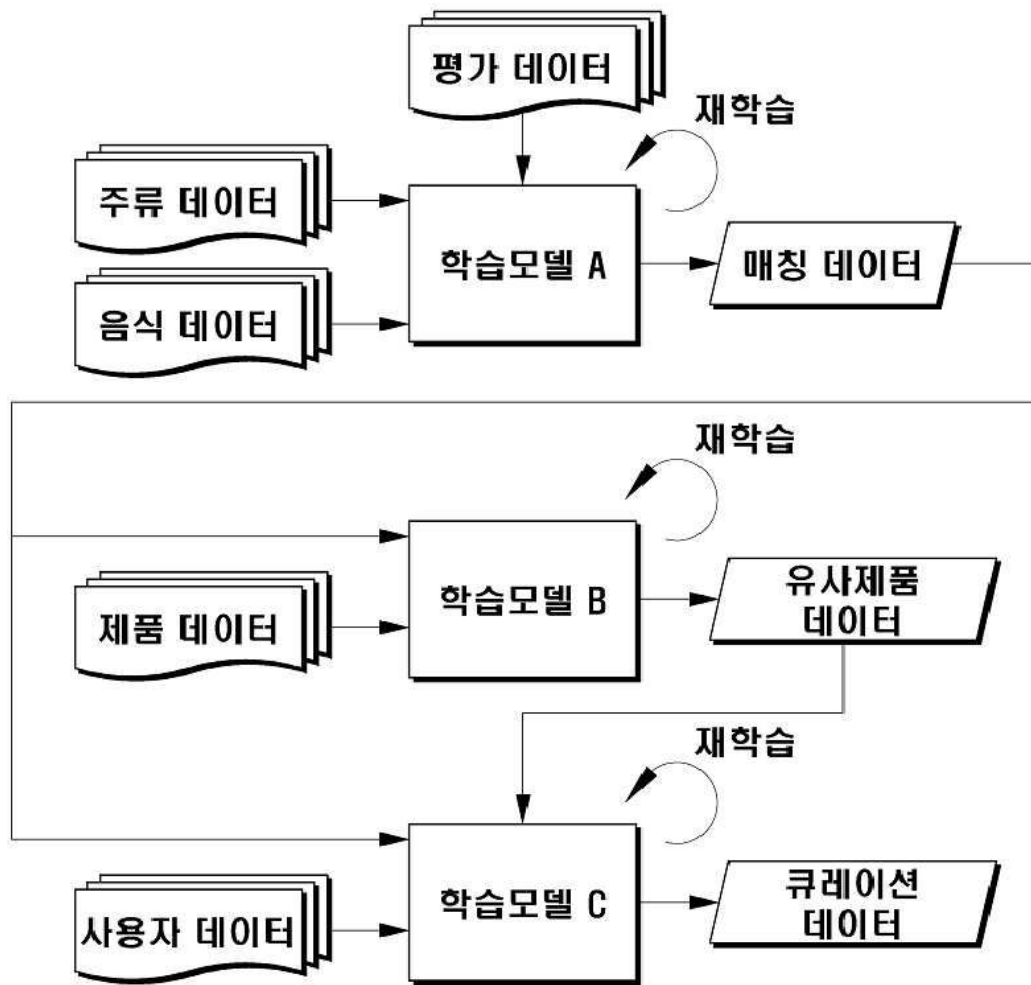 평가 데이터
재학습
주류 데이터
학습모델 A
매칭 데이터
음식 데이터
재학습
학습모델 B
유사제품
데이터
제품 데이터
재학습
학습모델 C
큐레이션
데이터
사용자 데이터